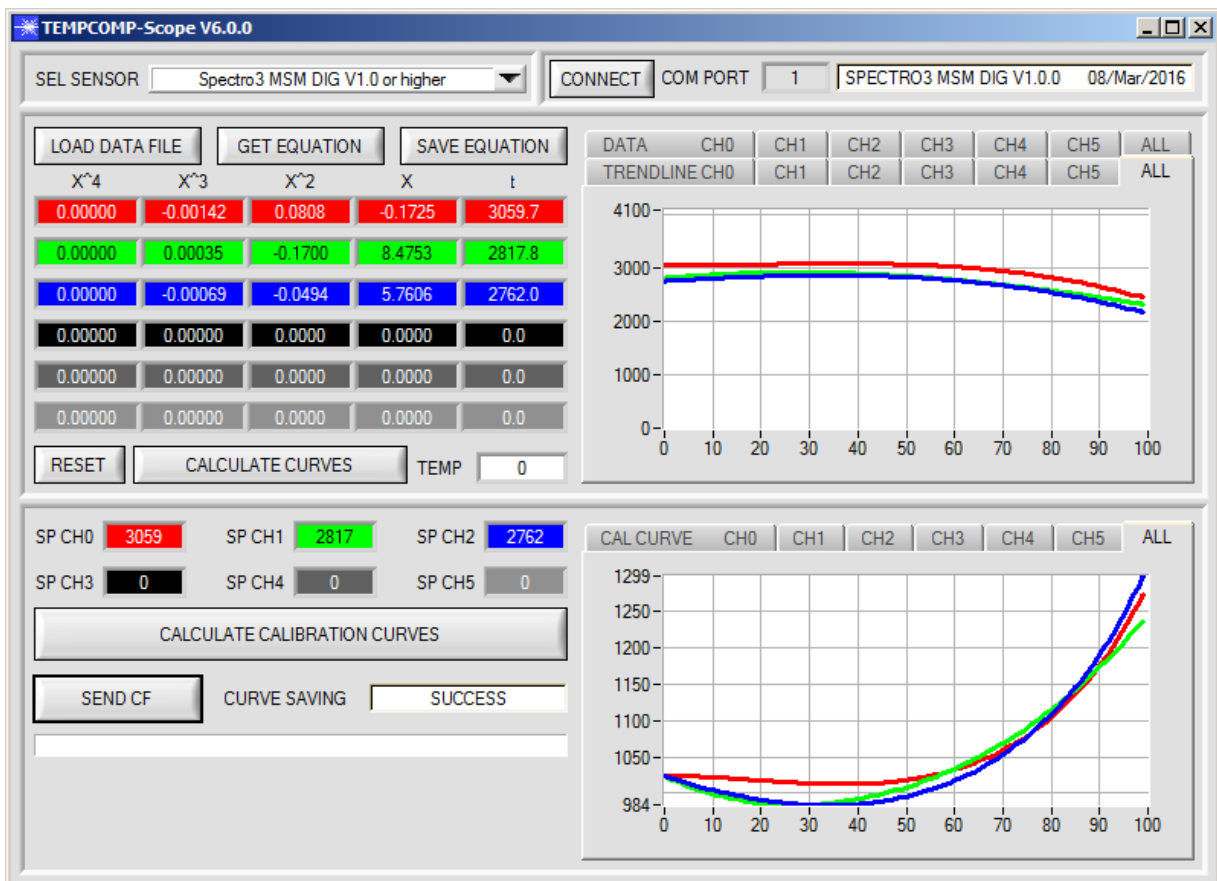 TEMPCOMP-Scope V6.0.0
SEL SENSOR Spectro3 MSM DIG V1.0 or higher CONNECT COM PORT 1 SPECTRO3 MSM DIG V1.0.0 08/Mar/2016
LOAD DATA FILE GET EQUATION SAVE EQUATION
X^4 X^3 X^2 X t
0.00000 -0.00142 0.0808 -0.1725 3059.7
0.00000 0.00035 -0.1700 8.4753 2817.8
0.00000 -0.00069 -0.0494 5.7606 2762.0
0.00000 0.00000 0.0000 0.0000 0.0
0.00000 0.00000 0.0000 0.0000 0.0
0.00000 0.00000 0.0000 0.0000 0.0
RESET CALCULATE CURVES TEMP 0
DATA CH0 CH1 CH2 CH3 CH4 CH5 ALL
TRENDLINE CH0 CH1 CH2 CH3 CH4 CH5 ALL
4100
3000
2000
1000
0
0 10 20 30 40 50 60 70 80 90 100
SP CH0 3059 SP CH1 2817 SP CH2 2762
SP CH3 0 SP CH4 0 SP CH5 0
CALCULATE CALIBRATION CURVES
SEND CF CURVE SAVING SUCCESS
CAL CURVE CH0 CH1 CH2 CH3 CH4 CH5 ALL
1299
1250
1200
1150
1100
1050
984
0 10 20 30 40 50 60 70 80 90 100